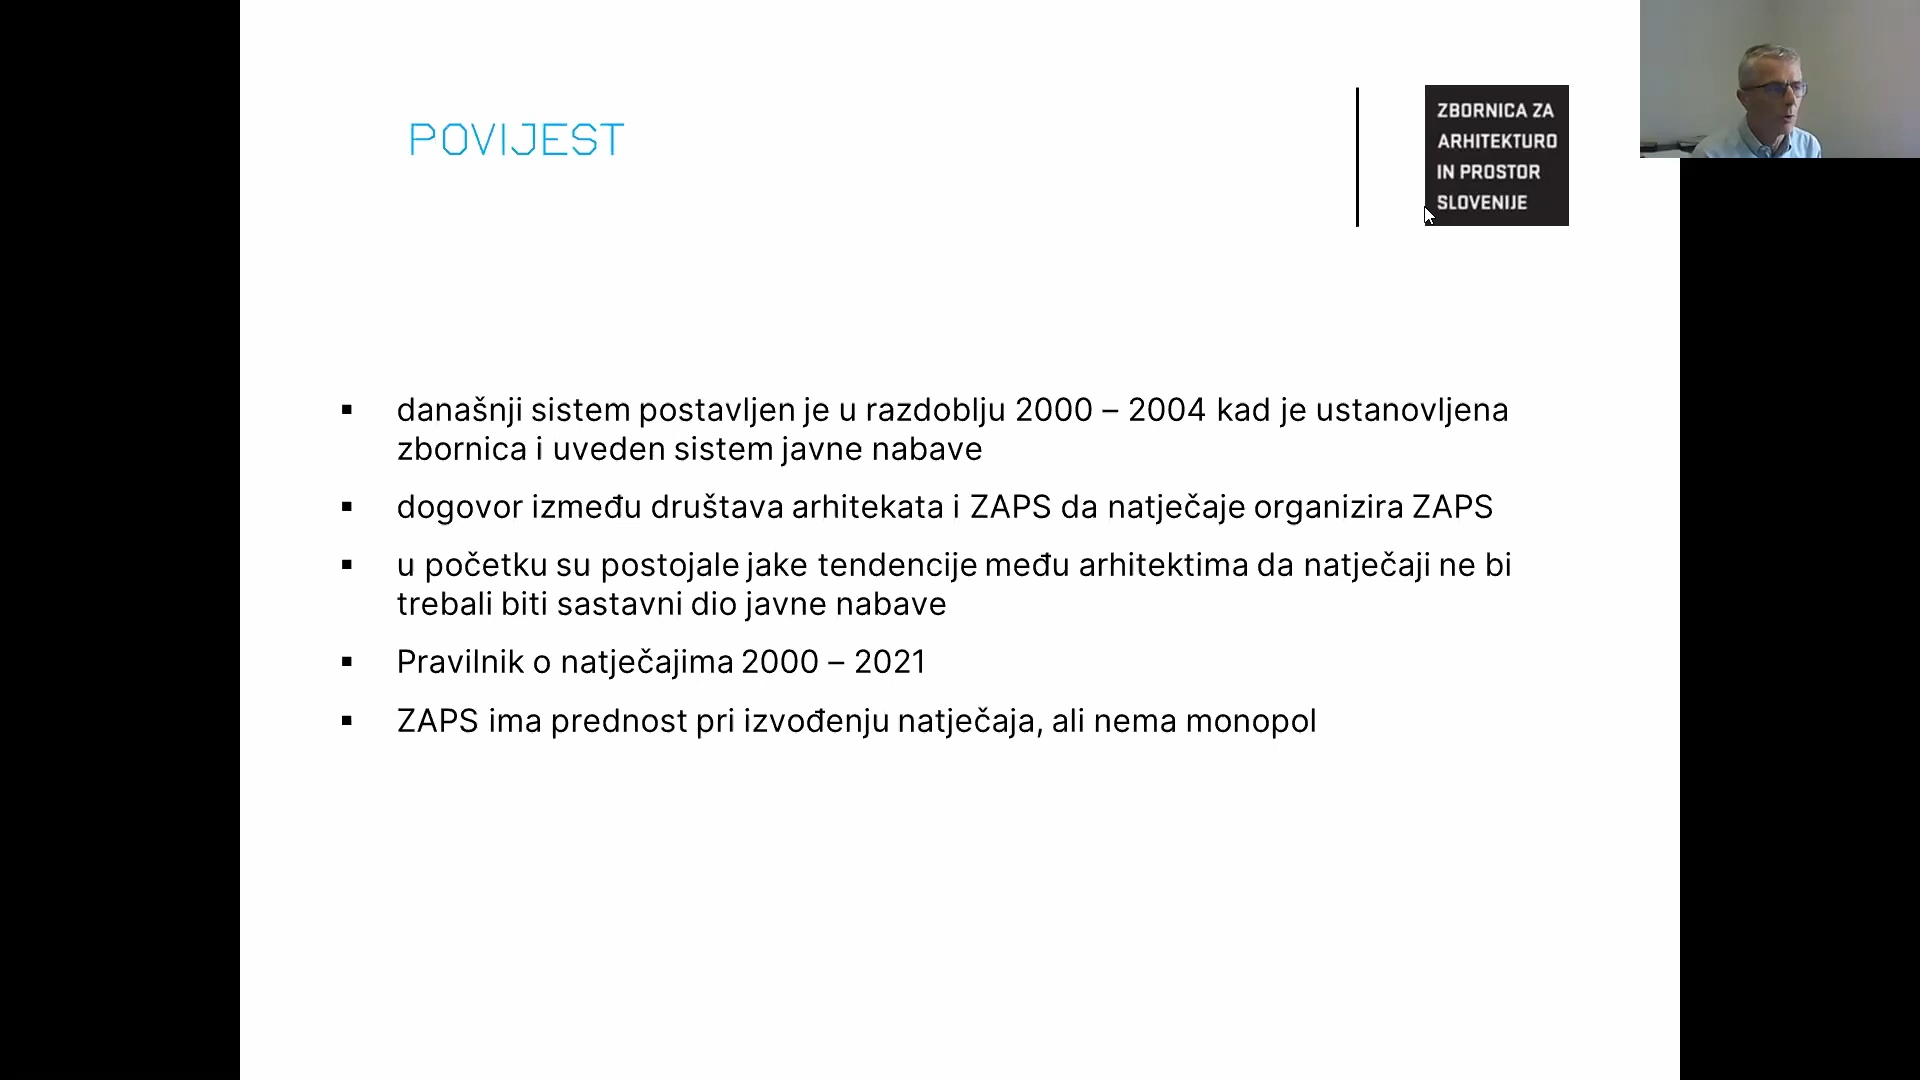 POVIJEST
ZBORNICA ZA
ARHITEKTURO
IN PROSTOR
SLOVENIJE
▪ današnji sistem postavljen je u razdoblju 2000 – 2004 kad je ustanovljena
zbornica i uveden sistem javne nabave
▪ dogovor između društava arhitekata i ZAPS da natječaje organizira ZAPS
▪ u početku su postojale jake tendencije među arhitektima da natječaji ne bi
trebali biti sastavni dio javne nabave
▪ Pravilnik o natječajima 2000 – 2021
▪ ZAPS ima prednost pri izvođenju natječaja, ali nema monopol